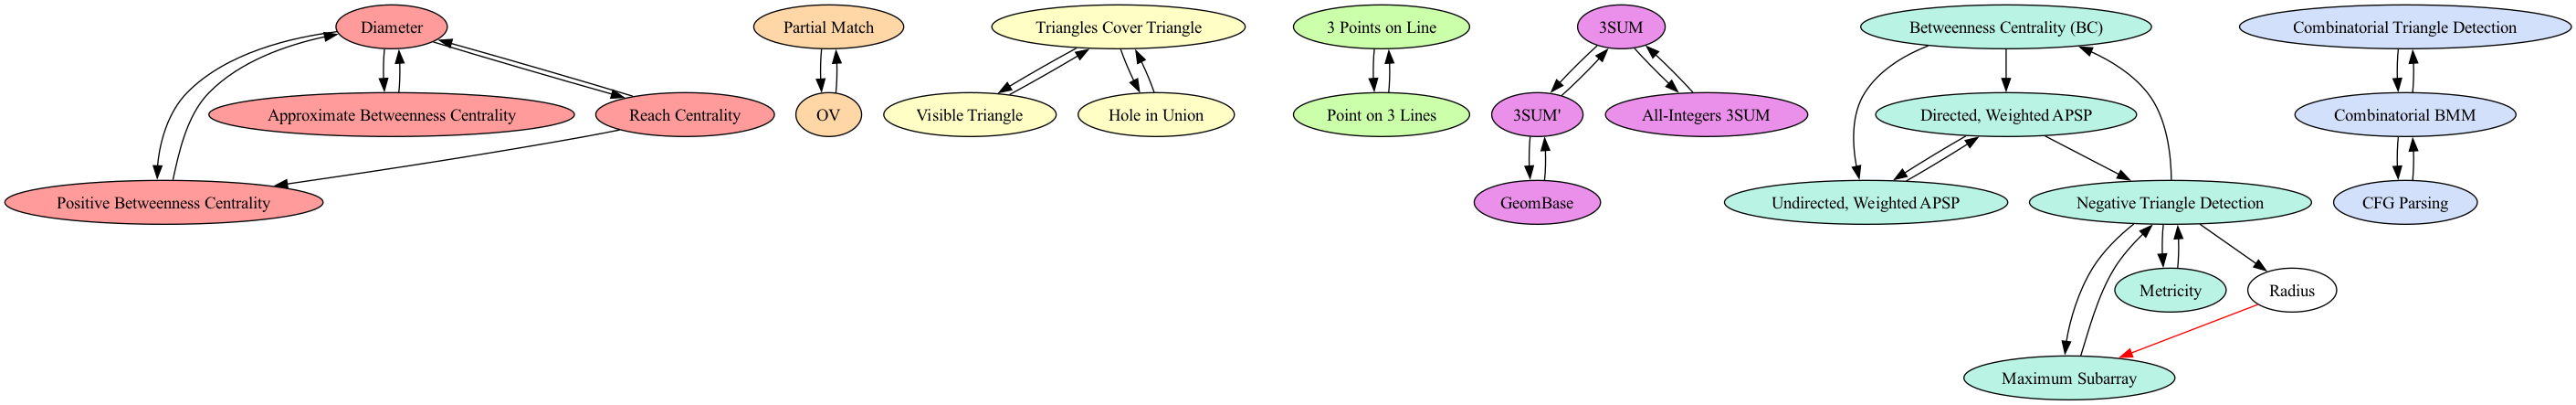 Diameter
Partial Match
Triangles Cover Triangle
3 Points on Line
3SUM
Betweenness Centrality (BC)
Combinatorial Triangle Detection
Approximate Betweenness Centrality
Reach Centrality
OV
Visible Triangle
Hole in Union
Point on 3 Lines
3SUM'
All-Integers 3SUM
Directed, Weighted APSP
Combinatorial BMM
Positive Betweenness Centrality
GeomBase
Undirected, Weighted APSP
Negative Triangle Detection
CFG Parsing
Metricity
Radius
Maximum Subarray